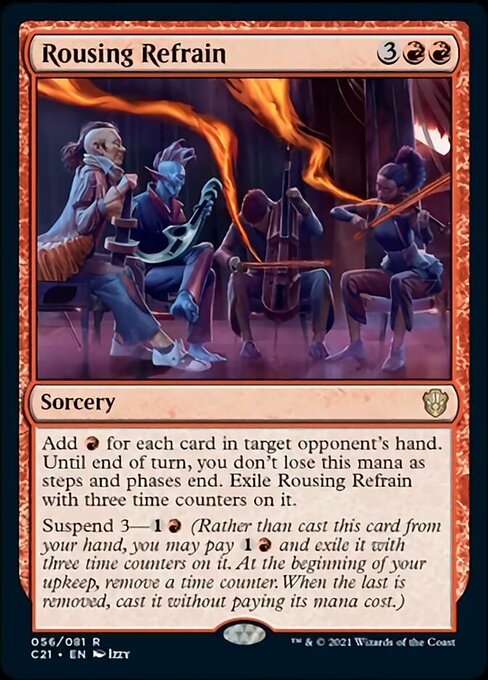 Rousing Refrain 3
Sorcery
Add for each card in target opponent's hand.
Until end of turn, you don't lose this mana as
steps and phases end. Exile Rousing Refrain
with three time counters on it.
Suspend 3—1 (Rather than cast this card from
your hand, you may pay 1 and exile it with
three time counters on it. At the beginning of your
upkeep, remove a time counter. When the last is
removed, cast it without paying its mana cost.)
056/081 R
C21 • EN Izzy
™ & © 2021 Wizards of the Coast